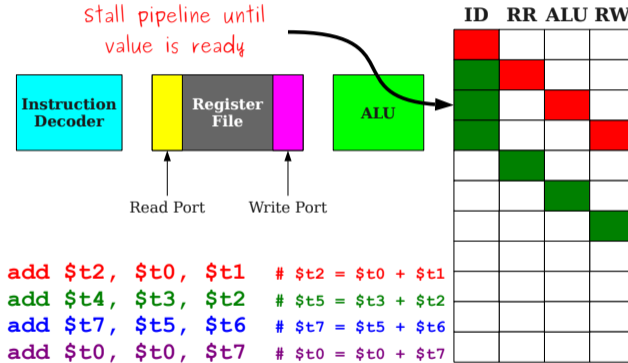 stall pipeline until
value is ready
ID RR ALU RW
Instruction
Decoder
Register
File
ALU
Read Port
Write Port
add $t2, $t0, $t1 # $t2 = $t0 + $t1
add $t4, $t3, $t2 # $t5 = $t3 + $t2
add $t7, $t5, $t6 # $t7 = $t5 + $t6
add $t0, $t0, $t7 # $t0 = $t0 + $t7